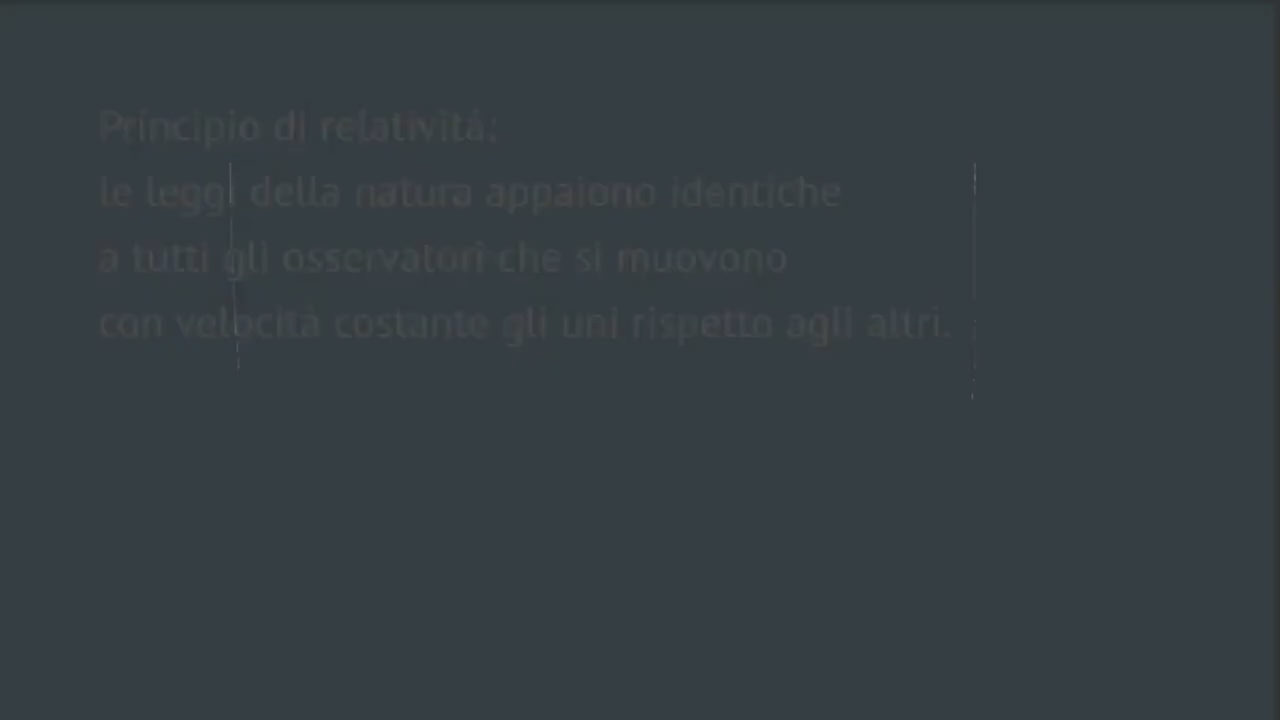 Principio di relatività:
le leggi della natura appaiono identiche
a tutti gli osservatori che si muovono
con velocità costante gli uni rispetto agli altri.